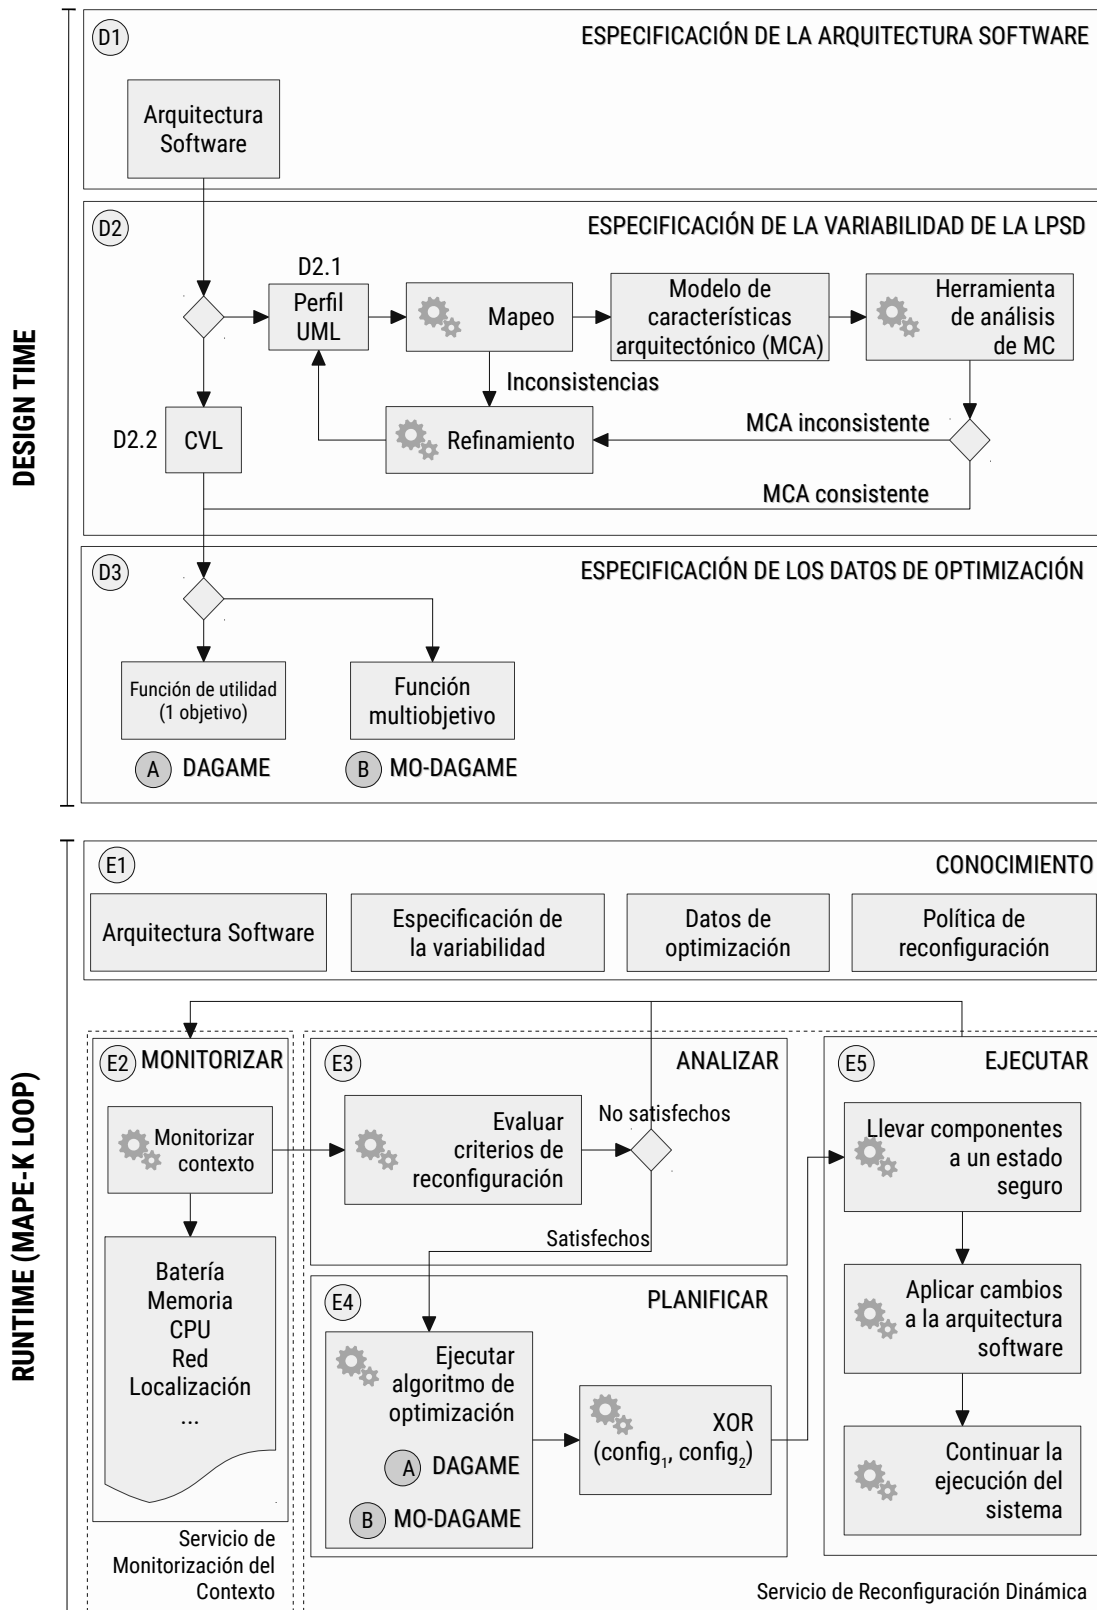 DESIGN TIME
D1
ESPECIFICACIÓN DE LA ARQUITECTURA SOFTWARE
Arquitectura
Software
D2
ESPECIFICACIÓN DE LA VARIABILIDAD DE LA LPSD
D2.1
Perfil
UML
Mapeo
Modelo de
características
arquitectónico (MCA)
Herramienta
de análisis
de MC
Inconsistencias
D2.2
CVL
Refinamiento
MCA inconsistente
MCA consistente
D3
ESPECIFICACIÓN DE LOS DATOS DE OPTIMIZACIÓN
Función de utilidad
(1 objetivo)
Función
multiobjetivo
A DAGAME
B MO-DAGAME
RUNTIME (MAPE-K LOOP)
E1
CONOCIMIENTO
Arquitectura Software
Especificación de
la variabilidad
Datos de
optimización
Política de
reconfiguración
E2 MONITORIZAR
Monitorizar
contexto
Batería
Memoria
CPU
Red
Localización
...
Servicio de
Monitorización del
Contexto
E3
ANALIZAR
Evaluar
criterios de
reconfiguración
No satisfechos
Satisfechos
E4
PLANIFICAR
Ejecutar
algoritmo de
optimización
A DAGAME
B MO-DAGAME
XOR
(config₁, config₂)
E5
EJECUTAR
Llevar componentes
a un estado
seguro
Aplicar cambios
a la arquitectura
software
Continuar la
ejecución del
sistema
Servicio de Reconfiguración Dinámica